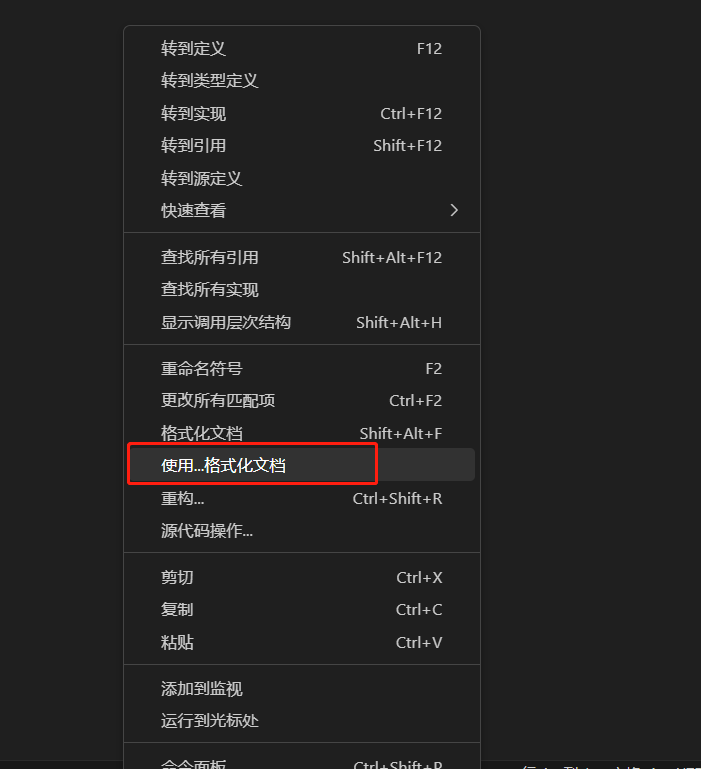 转到定义 F12
转到类型定义
转到实现 Ctrl+F12
转到引用 Shift+F12
转到源定义
快速查看
查找所有引用 Shift+Alt+F12
查找所有实现
显示调用层次结构 Shift+Alt+H
重命名符号 F2
更改所有匹配项 Ctrl+F2
格式化文档 Shift+Alt+F
使用...格式化文档
重构... Ctrl+Shift+R
源代码操作...
剪切 Ctrl+X
复制 Ctrl+C
粘贴 Ctrl+V
添加到监视
运行到光标处
命令面板 Ctrl+Shift+P